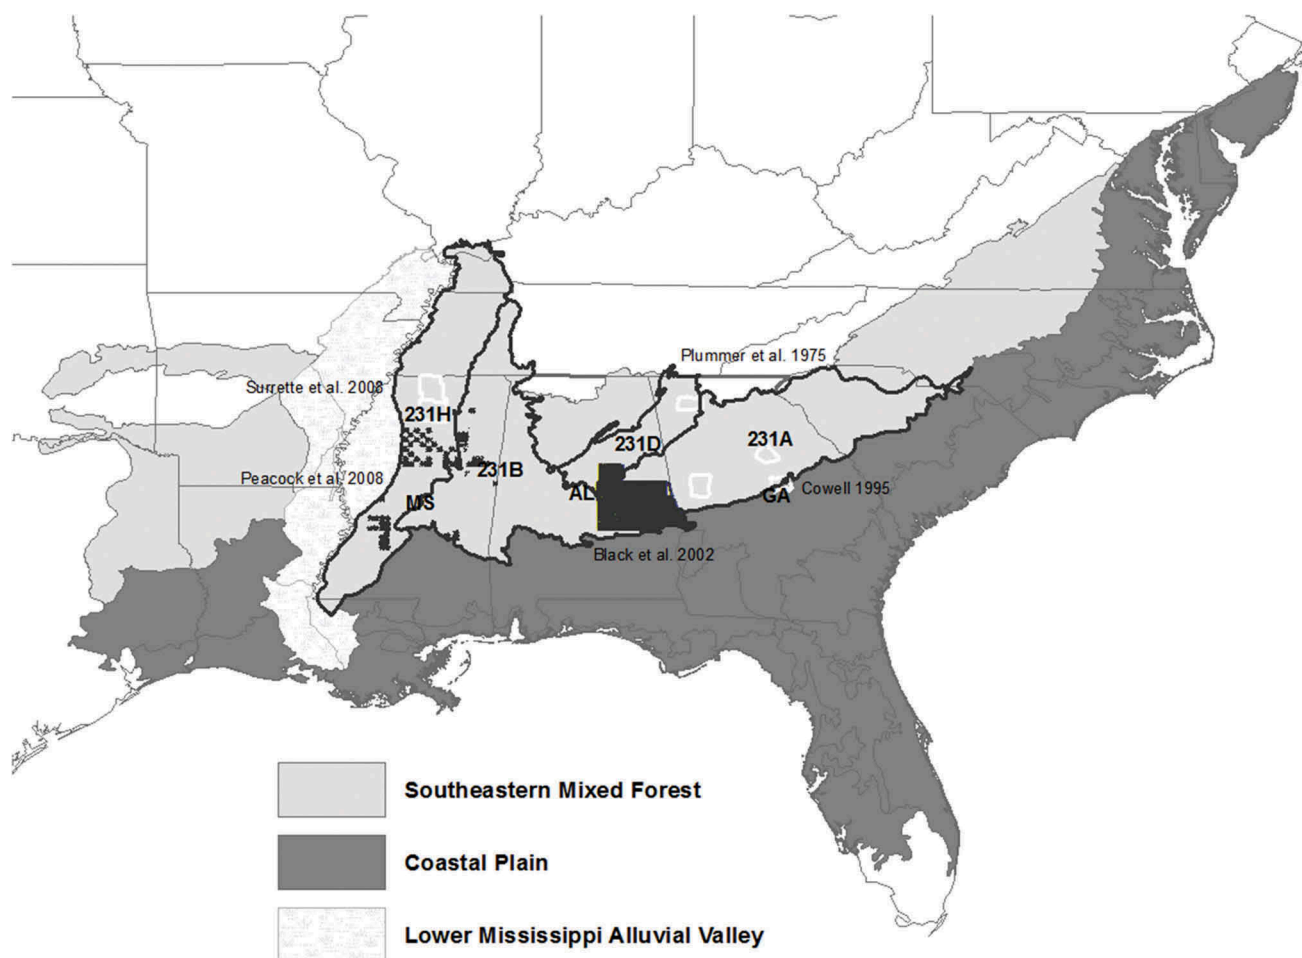 Plummer et al. 1975
Surrette et al. 2008
231H
231D
231A
Peacock et al. 2008
231B
AL
GA
Cowell 1995
MS
Black et al. 2002
Southeastern Mixed Forest
Coastal Plain
Lower Mississippi Alluvial Valley